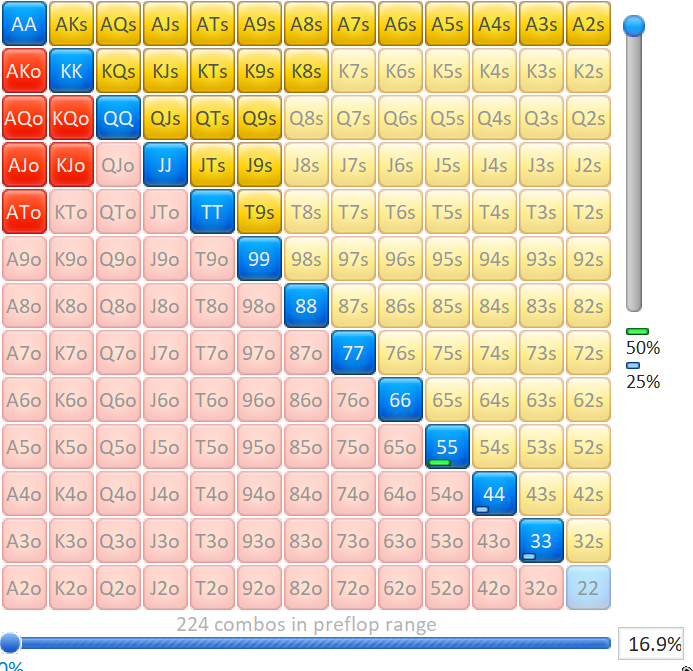 AA AKs AQs AJs ATs A9s A8s A7s A6s A5s A4s A3s A2s
AKo KK KQs KJs KTs K9s K8s K7s K6s K5s K4s K3s K2s
AQo KQo QQ QJs QTs Q9s Q8s Q7s Q6s Q5s Q4s Q3s Q2s
AJo KJo QJo JJ JTs J9s J8s J7s J6s J5s J4s J3s J2s
ATo KTo QTo JTo TT T9s T8s T7s T6s T5s T4s T3s T2s
A9o K9o Q9o J9o T9o 99 98s 97s 96s 95s 94s 93s 92s
A8o K8o Q8o J8o T8o 98o 88 87s 86s 85s 84s 83s 82s
50%
A7o K7o Q7o J7o T7o 97o 87o 77 76s 75s 74s 73s 72s
25%
A6o K6o Q6o J6o T6o 96o 86o 76o 66 65s 64s 63s 62s
A5o K5o Q5o J5o T5o 95o 85o 75o 65o 55 54s 53s 52s
A4o K4o Q4o J4o T4o 94o 84o 74o 64o 54o 44 43s 42s
A3o K3o Q3o J3o T3o 93o 83o 73o 63o 53o 43o 33 32s
A2o K2o Q2o J2o T2o 92o 82o 72o 62o 52o 42o 32o 22
224 combos in preflop range
16.9%
0%